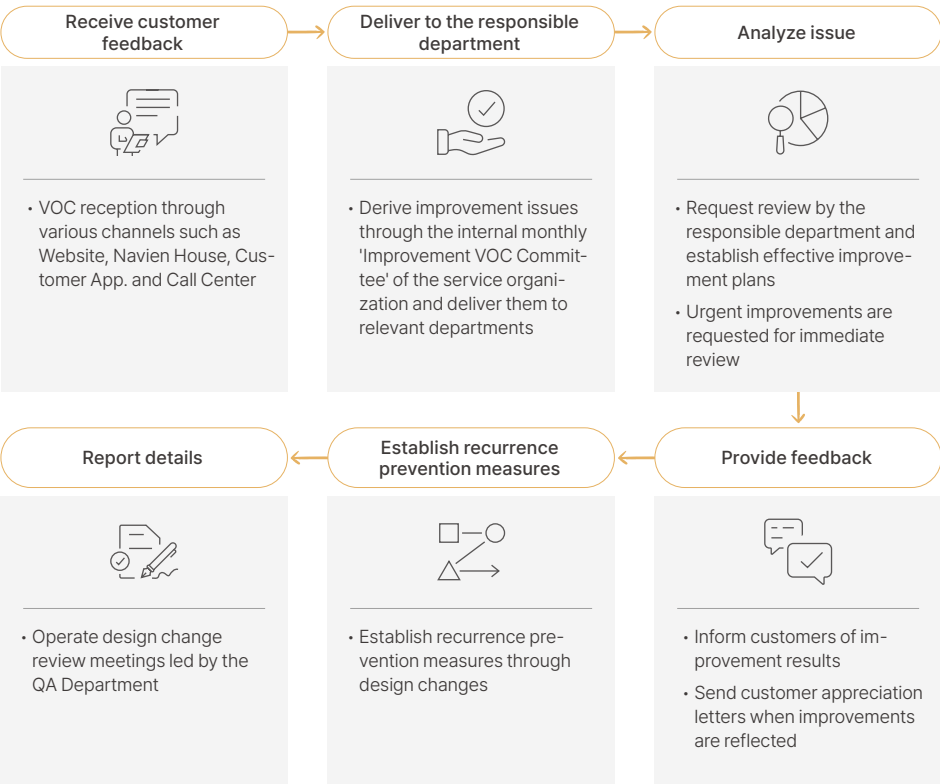 Receive customer
feedback
Deliver to the responsible
department
Analyze issue
• VOC reception through
various channels such as
Website, Navien House, Cus-
tomer App. and Call Center
• Derive improvement issues
through the internal monthly
'Improvement VOC Commit-
tee' of the service organi-
zation and deliver them to
relevant departments
• Request review by the
responsible department and
establish effective improve-
ment plans
• Urgent improvements are
requested for immediate
review
Report details
Establish recurrence
prevention measures
Provide feedback
• Operate design change
review meetings led by the
QA Department
• Establish recurrence pre-
vention measures through
design changes
• Inform customers of im-
provement results
• Send customer appreciation
letters when improvements
are reflected